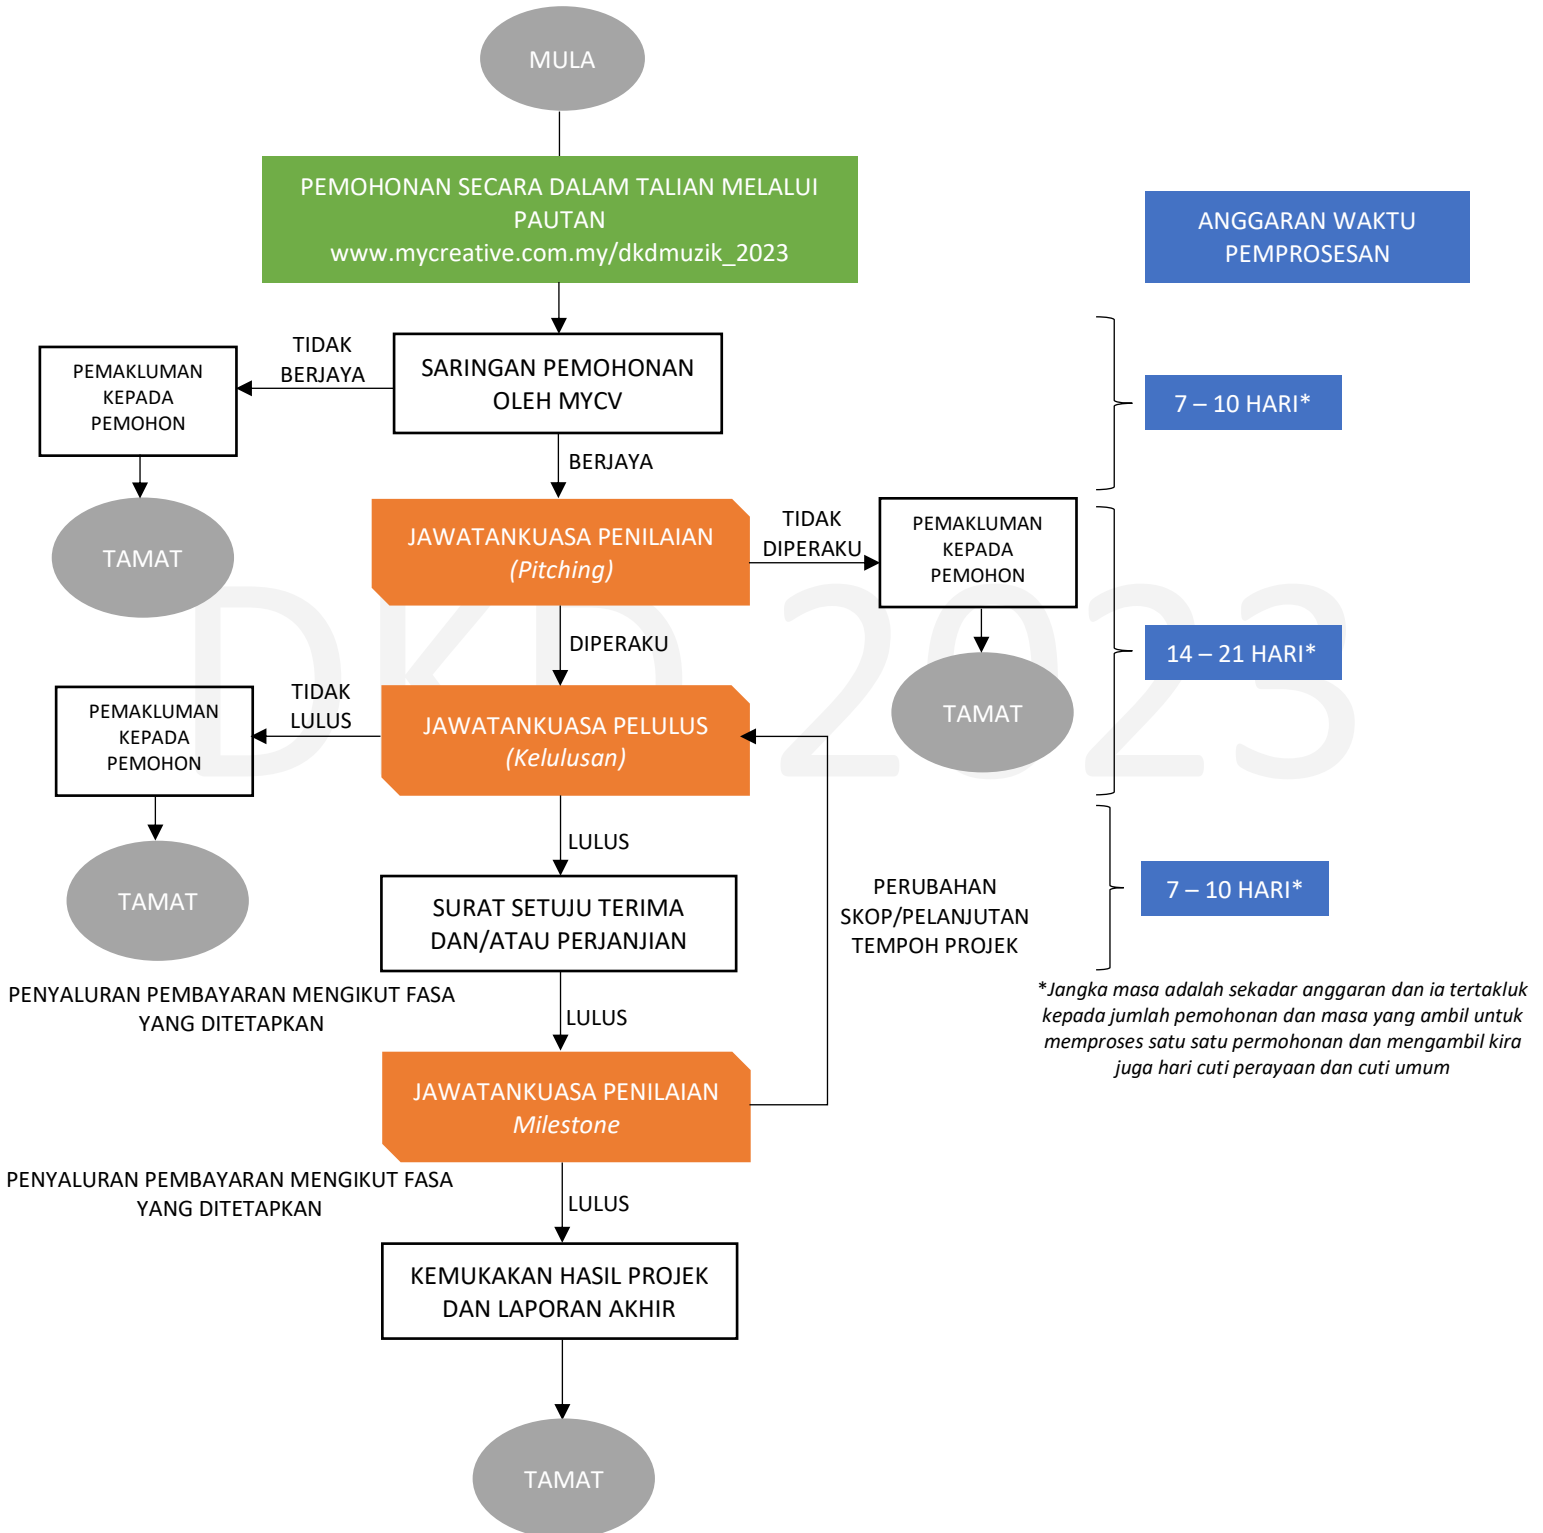 MULA
PEMOHONAN SECARA DALAM TALIAN MELALUI
PAUTAN
www.mycreative.com.my/dkdmuzik_2023
ANGGARAN WAKTU
PEMPROSESAN
TIDAK
BERJAYA
SARINGAN PEMOHONAN
OLEH MYCV
PEMAKLUMAN
KEPADA
PEMOHON
7 – 10 HARI*
BERJAYA
TAMAT
JAWATANKUASA PENILAIAN
(Pitching)
TIDAK
DIPERAKU
PEMAKLUMAN
KEPADA
PEMOHON
DKD 2023
DIPERAKU
14 – 21 HARI*
TAMAT
TIDAK
LULUS
PEMAKLUMAN
KEPADA
PEMOHON
JAWATANKUASA PELULUS
(Kelulusan)
LULUS
TAMAT
SURAT SETUJU TERIMA
DAN/ATAU PERJANJIAN
PERUBAHAN
SKOP/PELANJUTAN
TEMPOH PROJEK
7 – 10 HARI*
PENYALURAN PEMBAYARAN MENGIKUT FASA
YANG DITETAPKAN
LULUS
*Jangka masa adalah sekadar anggaran dan ia tertakluk
kepada jumlah pemohonan dan masa yang ambil untuk
memproses satu satu permohonan dan mengambil kira
juga hari cuti perayaan dan cuti umum
JAWATANKUASA PENILAIAN
Milestone
PENYALURAN PEMBAYARAN MENGIKUT FASA
YANG DITETAPKAN
LULUS
KEMUKAKAN HASIL PROJEK
DAN LAPORAN AKHIR
TAMAT